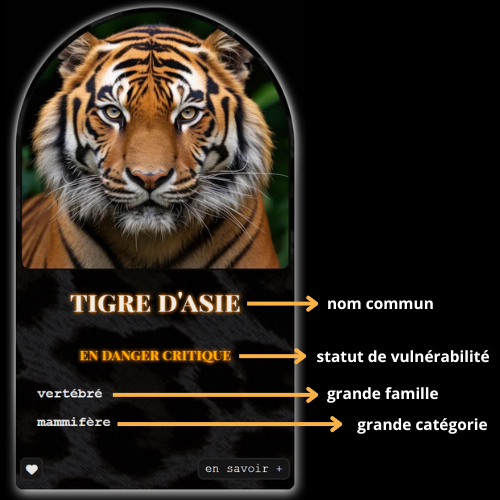 TIGRE D'ASIE
nom commun
EN DANGER CRITIQUE
statut de vulnérabilité
vertébré
grande famille
mammifère
grande catégorie
en savoir +